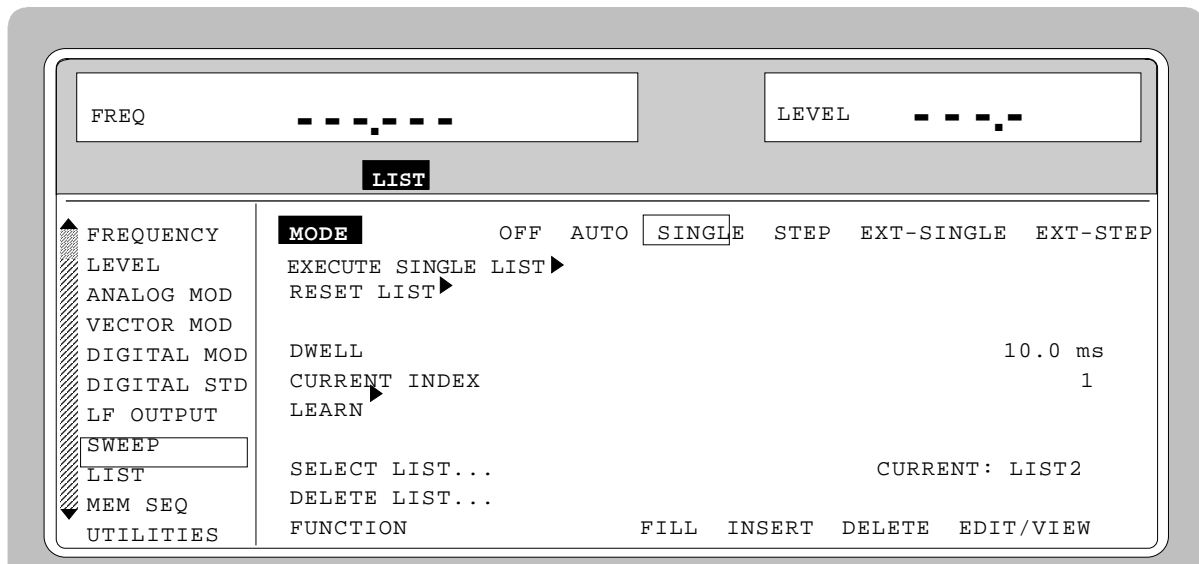 FREQ ---.--- LEVEL ---.-
LIST
FREQUENCY
LEVEL
ANALOG MOD
VECTOR MOD
DIGITAL MOD
DIGITAL STD
LF OUTPUT
SWEEP
LIST
MEM SEQ
UTILITIES
MODE OFF AUTO SINGLE STEP EXT-SINGLE EXT-STEP
EXECUTE SINGLE LIST
RESET LIST
DWELL 10.0 ms
CURRENT INDEX 1
LEARN
SELECT LIST... CURRENT: LIST2
DELETE LIST...
FUNCTION FILL INSERT DELETE EDIT/VIEW